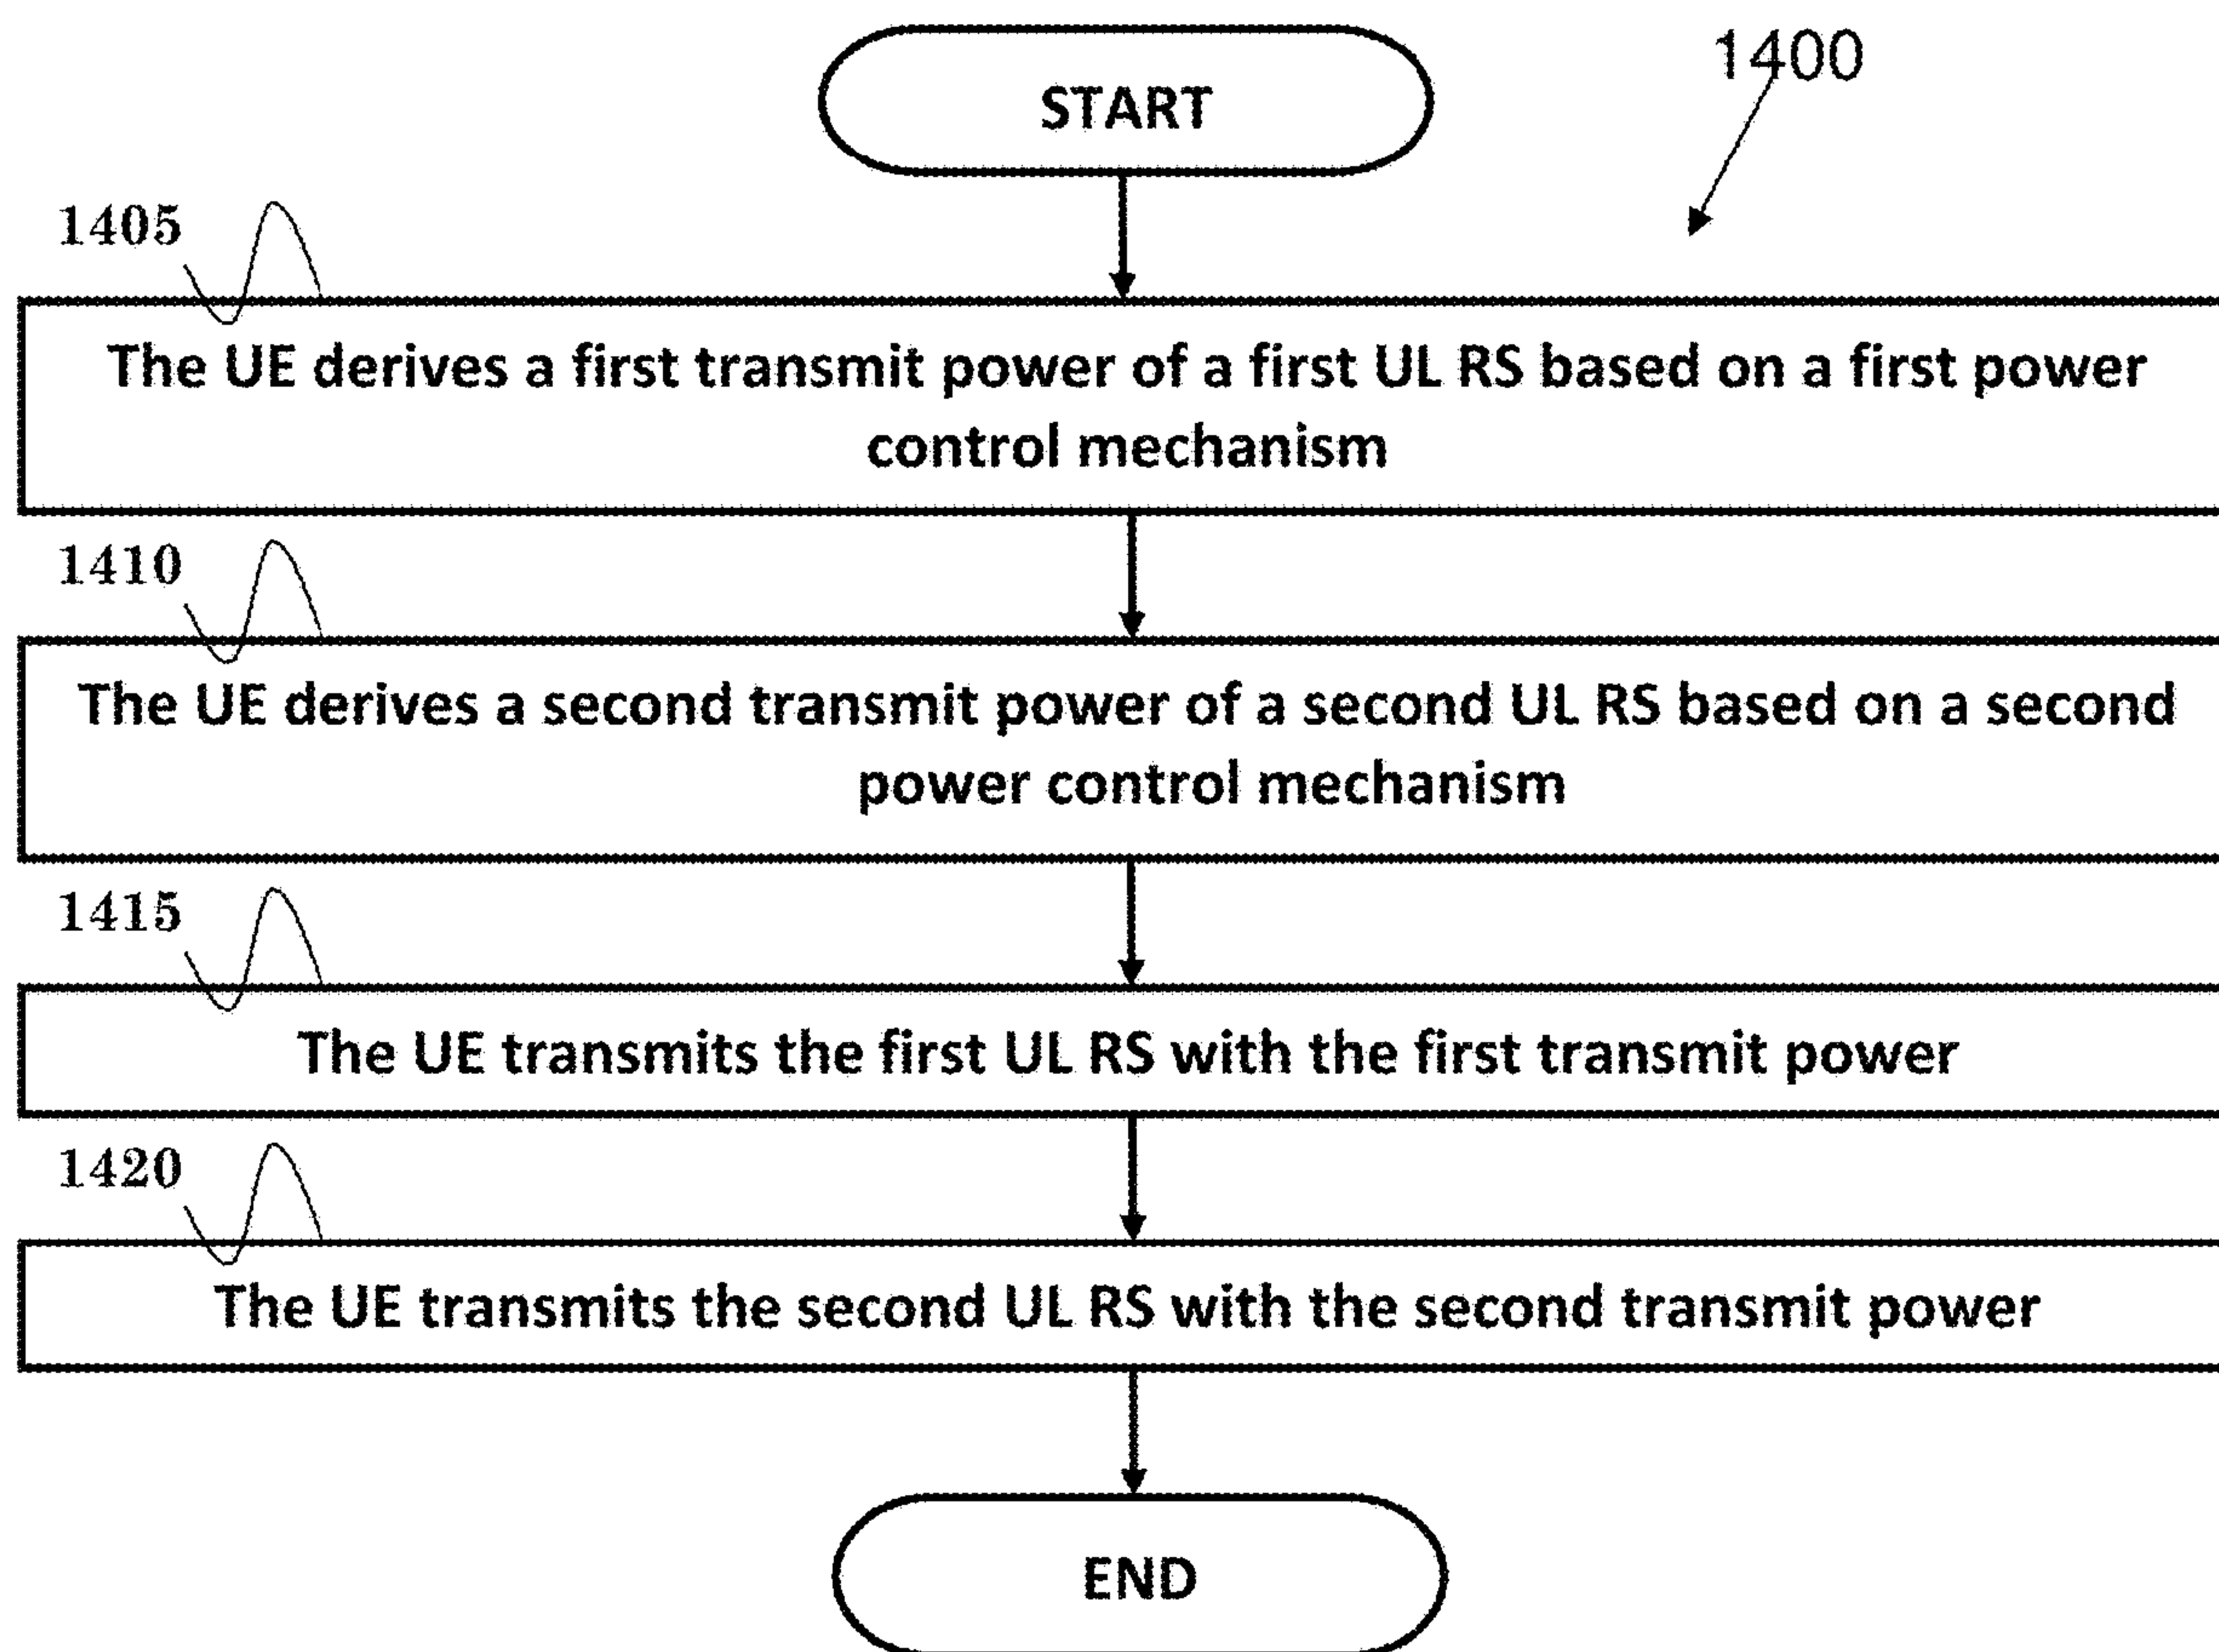 START
1400
1405
The UE derives a first transmit power of a first UL RS based on a first power
control mechanism
1410
The UE derives a second transmit power of a second UL RS based on a second
power control mechanism
1415
The UE transmits the first UL RS with the first transmit power
1420
The UE transmits the second UL RS with the second transmit power
END